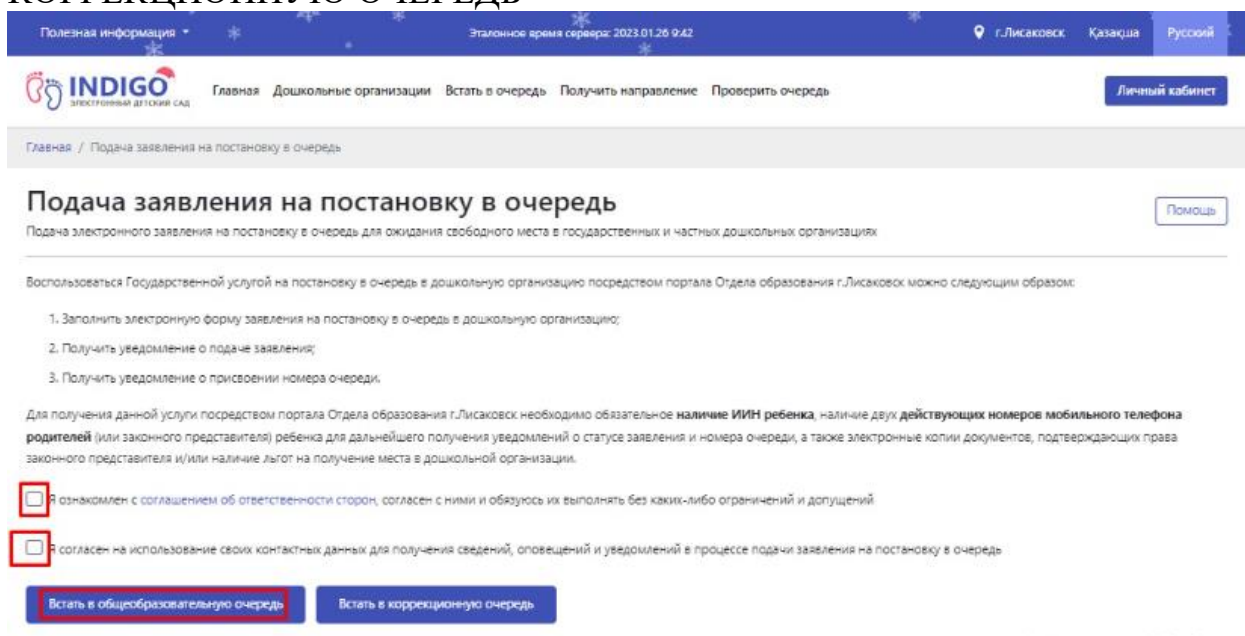 КОРРЕКЦИОННУЮ ОЧЕРЕДЬ
Полезная информация
Эталонное время сервера: 2023.01.26 9:42
г.Лисаковск Қазақша Русский
INDIGO
ЭЛЕКТРОННЫЙ ДЕТСКИЙ САД
Главная Дошкольные организации Встать в очередь Получить направление Проверить очередь
Личный кабинет
Главная / Подача заявления на постановку в очередь
Подача заявления на постановку в очередь
Помощь
Подача электронного заявления на постановку в очередь для ожидания свободного места в государственных и частных дошкольных организациях
Воспользоваться Государственной услугой на постановку в очередь в дошкольную организацию посредством портала Отдела образования г.Лисаковск можно следующим образом:
1. Заполнить электронную форму заявления на постановку в очередь в дошкольную организацию;
2. Получить уведомление о подаче заявления;
3. Получить уведомление о присвоении номера очереди.
Для получения данной услуги посредством портала Отдела образования г.Лисаковск необходимо обязательное наличие ИИН ребенка, наличие двух действующих номеров мобильного телефона
родителей (или законного представителя) ребенка для дальнейшего получения уведомлений о статусе заявления и номера очереди, а также электронные копии документов, подтверждающих права
законного представителя и/или наличие льгот на получение места в дошкольной организации.
Я ознакомлен с соглашением об ответственности сторон, согласен с ними и обязуюсь их выполнять без каких-либо ограничений и допущений
Я согласен на использование своих контактных данных для получения сведений, оповещений и уведомлений в процессе подачи заявления на постановку в очередь
Встать в общеобразовательную очередь
Встать в коррекционную очередь